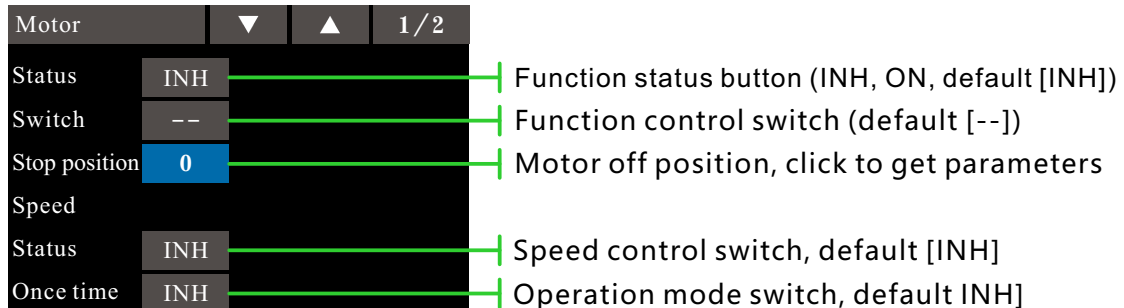 Motor ▼ ▲ 1/2
Status INH Function status button (INH, ON, default [INH])
Switch -- Function control switch (default [--])
Stop position 0 Motor off position, click to get parameters
Speed
Status INH Speed control switch, default [INH]
Once time INH Operation mode switch, default INH]